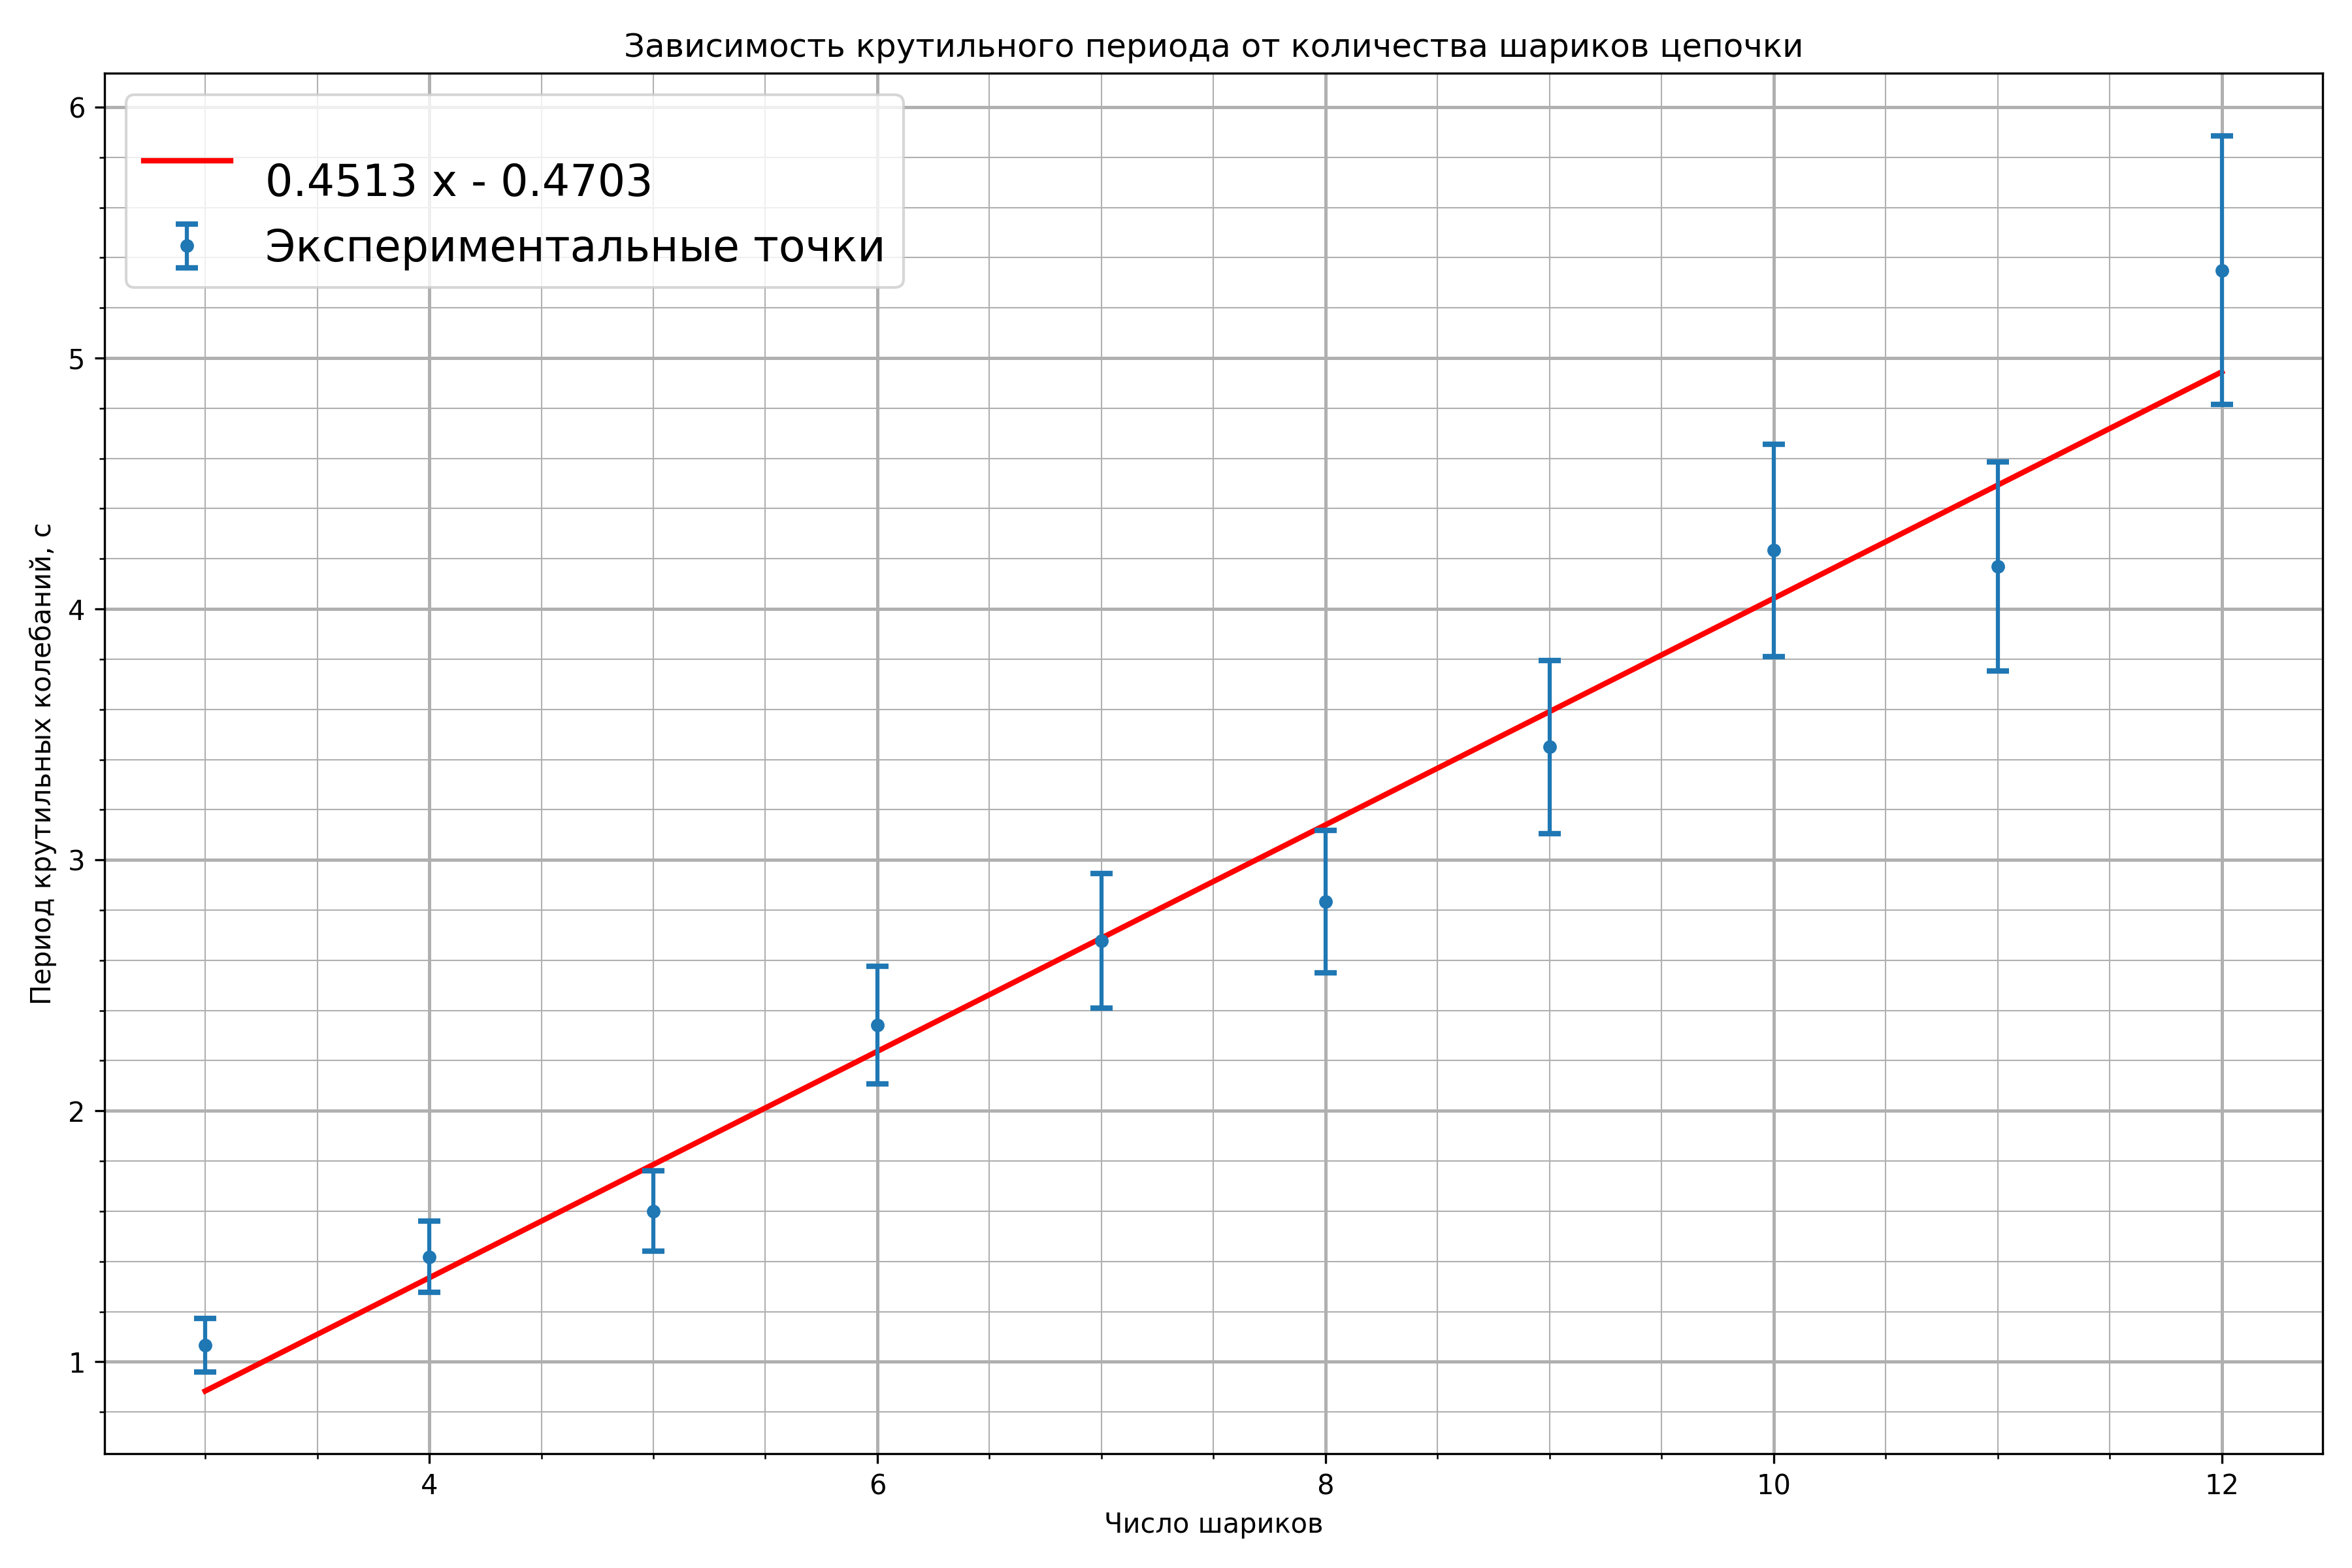 Зависимость крутильного периода от количества шариков цепочки
0.4513 x - 0.4703
Экспериментальные точки
Период крутильных колебаний, с
6
5
4
3
2
1
4 6 8 10 12
Число шариков